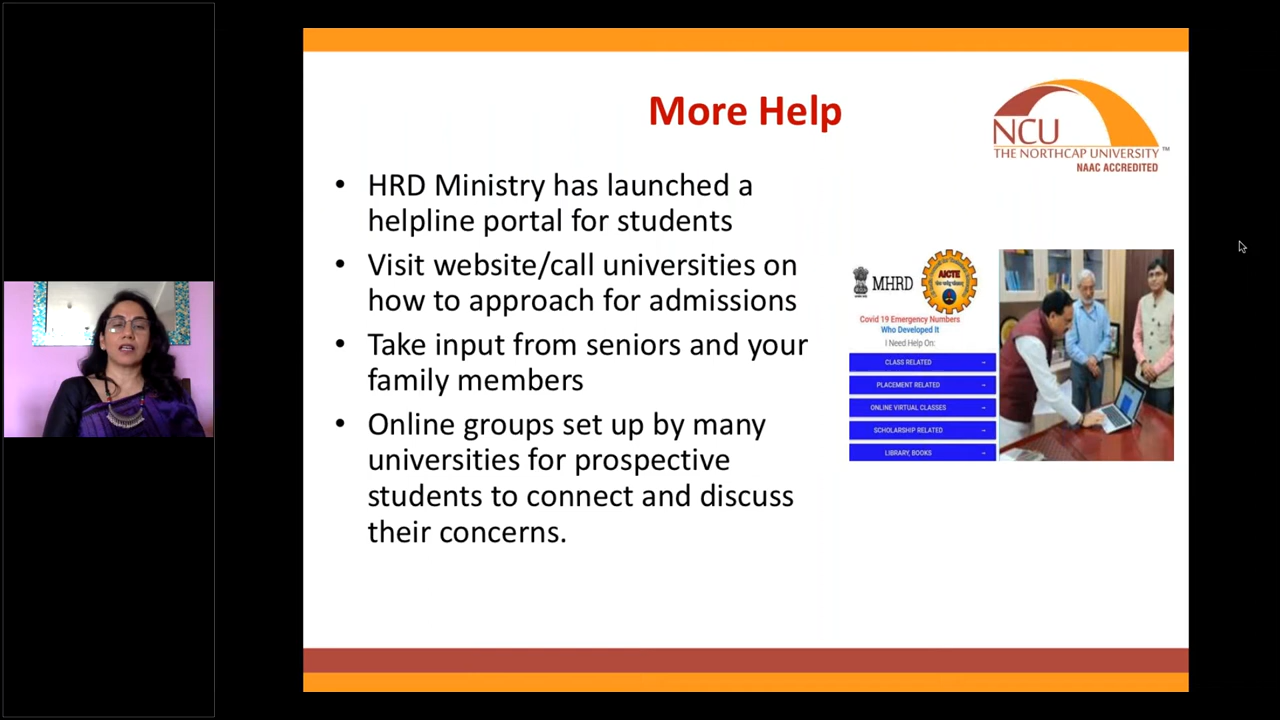 More Help
NCU
THE NORTHCAP UNIVERSITY™
NAAC ACCREDITED
• HRD Ministry has launched a
helpline portal for students
• Visit website/call universities on
how to approach for admissions
• Take input from seniors and your
family members
• Online groups set up by many
universities for prospective
students to connect and discuss
their concerns.
MHRD
AICTE
Covid 19 Emergency Numbers
Who Developed It
I Need Help On:
CLASS RELATED
PLACEMENT RELATED
ONLINE VIRTUAL CLASSES
SCHOLARSHIP RELATED
LIBRARY, BOOKS